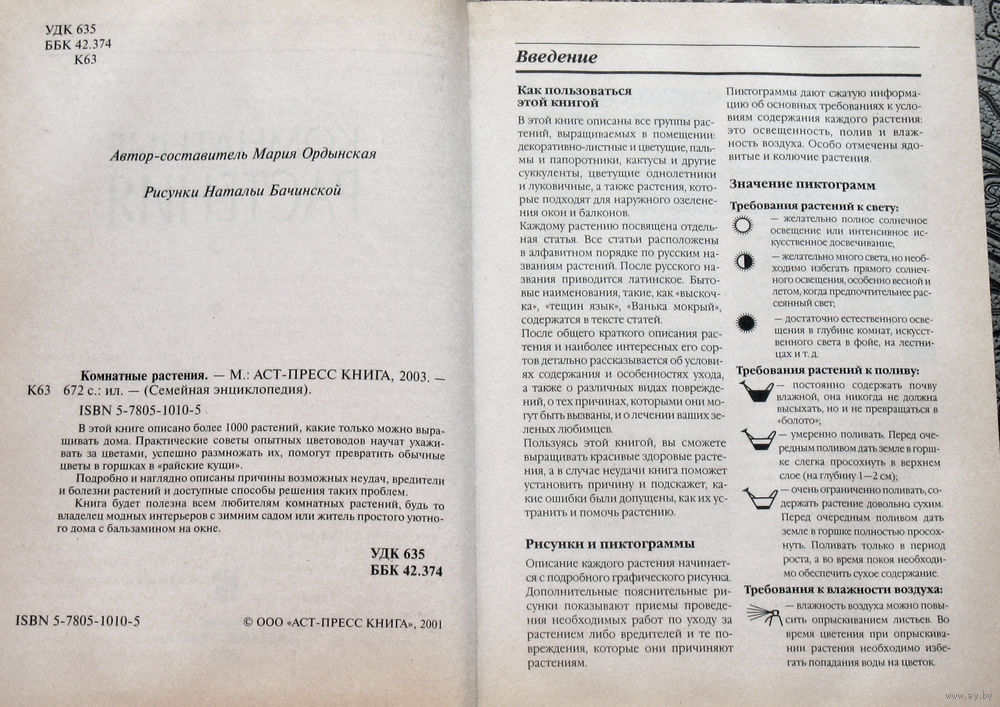 УДК 635
ББК 42.374
К63
Автор-составитель Мария Ордынская
Рисунки Натальи Бачинской
Комнатные растения. — М.: АСТ-ПРЕСС КНИГА, 2003. —
К63 672 с.: ил. — (Семейная энциклопедия).
ISBN 5-7805-1010-5
В этой книге описано более 1000 растений, какие только можно выра-
щивать дома. Практические советы опытных цветоводов научат ухажи-
вать за цветами, успешно размножать их, помогут превратить обычные
цветы в горшках в «райские кущи».
Подробно и наглядно описаны причины возможных неудач, вредители
и болезни растений и доступные способы решения таких проблем.
Книга будет полезна всем любителям комнатных растений, будь то
владелец модных интерьеров с зимним садом или житель простого уютно-
го дома с бальзамином на окне.
УДК 635
ББК 42.374
ISBN 5-7805-1010-5
© ООО «АСТ-ПРЕСС КНИГА», 2001
Введение
Как пользоваться
этой книгой
В этой книге описаны все группы рас-
тений, выращиваемых в помещении:
декоративно-листные и цветущие, паль-
мы и папоротники, кактусы и другие
суккуленты, цветущие однолетники
и луковичные, а также растения, кото-
рые подходят для наружного озелене-
ния окон и балконов.
Каждому растению посвящена отдель-
ная статья. Все статьи расположены
в алфавитном порядке по русским на-
званиям растений. После русского на-
звания приводится латинское. Быто-
вые наименования, такие, как «выскоч-
ка», «тещин язык», «Ванька мокрый»,
содержатся в тексте статей.
После общего краткого описания рас-
тения и наиболее интересных его сор-
тов детально рассказывается об услови-
ях содержания и особенностях ухода,
а также о различных видах поврежде-
ний, о тех причинах, которыми они мо-
гут быть вызваны, и о лечении ваших зе-
леных любимцев.
Пользуясь этой книгой, вы сможете
выращивать красивые здоровые расте-
ния, а в случае неудачи книга поможет
установить причину и подскажет, ка-
кие ошибки были допущены, как их ус-
транить и помочь растению.
Рисунки и пиктограммы
Описание каждого растения начинает-
ся с подробного графического рисунка.
Дополнительные пояснительные ри-
сунки показывают приемы проведе-
ния необходимых работ по уходу за
растением либо вредителей и те по-
вреждения, которые они причиняют
растениям.
Пиктограммы дают сжатую информа-
цию об основных требованиях к усло-
виям содержания каждого растения:
это освещенность, полив и влаж-
ность воздуха. Особо отмечены ядо-
витые и колючие растения.
Значение пиктограмм
Требования растений к свету:
— желательно полное солнечное
освещение или интенсивное ис-
кусственное досвечивание;
— желательно много света, но необ-
ходимо избегать прямого солнеч-
ного освещения, особенно весной и
летом, когда предпочтительнее рас-
сеянный свет;
— достаточно естественного осве-
щения в глубине комнат, искусст-
венного света в фойе, на лестни-
цах и т. д.
Требования растений к поливу:
— постоянно содержать почву
влажной, она никогда не должна
высыхать, но и не превращаться в
«болото»;
— умеренно поливать. Перед оче-
редным поливом дать земле в горш-
ке слегка просохнуть в верхнем
слое (на глубину 1—2 см);
— очень ограниченно поливать, со-
держать растение довольно сухим.
Перед очередным поливом дать
земле в горшке полностью просох-
нуть. Поливать только в период
роста, а во время покоя необходи-
мо обеспечить сухое содержание.
Требования к влажности воздуха:
— влажность воздуха можно повы-
сить опрыскиванием листьев. Во
время цветения при опрыскива-
нии растения необходимо избе-
гать попадания воды на цветок.
www.ay.by